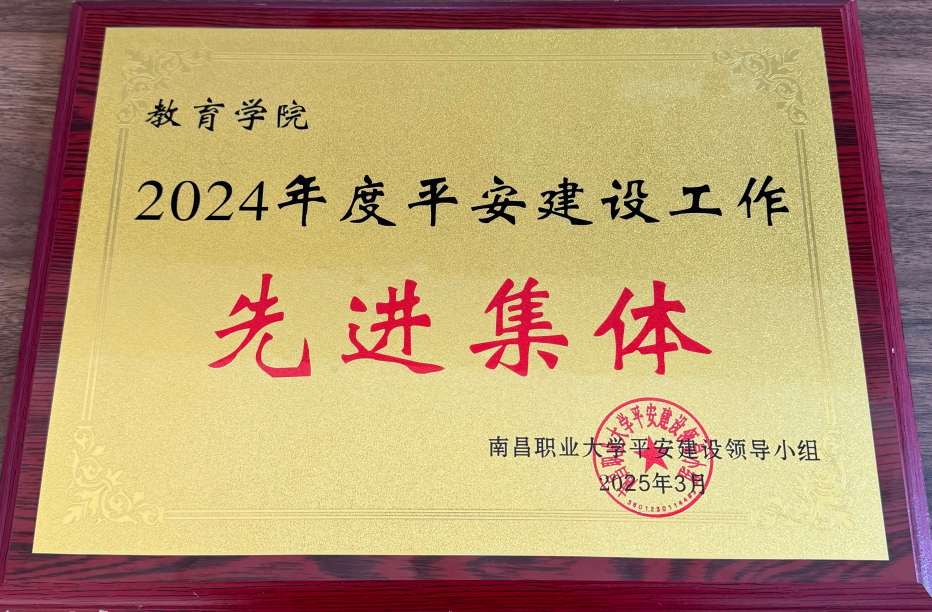 教育学院
2024年度平安建设工作
先进集体
南昌职业大学平安建设领导小组
2025年3月